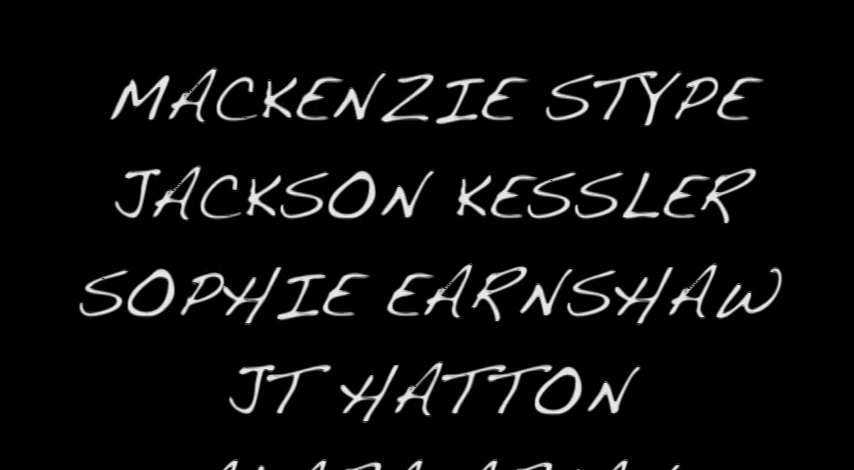 MACKENZIE STYPE
JACKSON KESSLER
SOPHIE EARNSHAW
JT HATTON